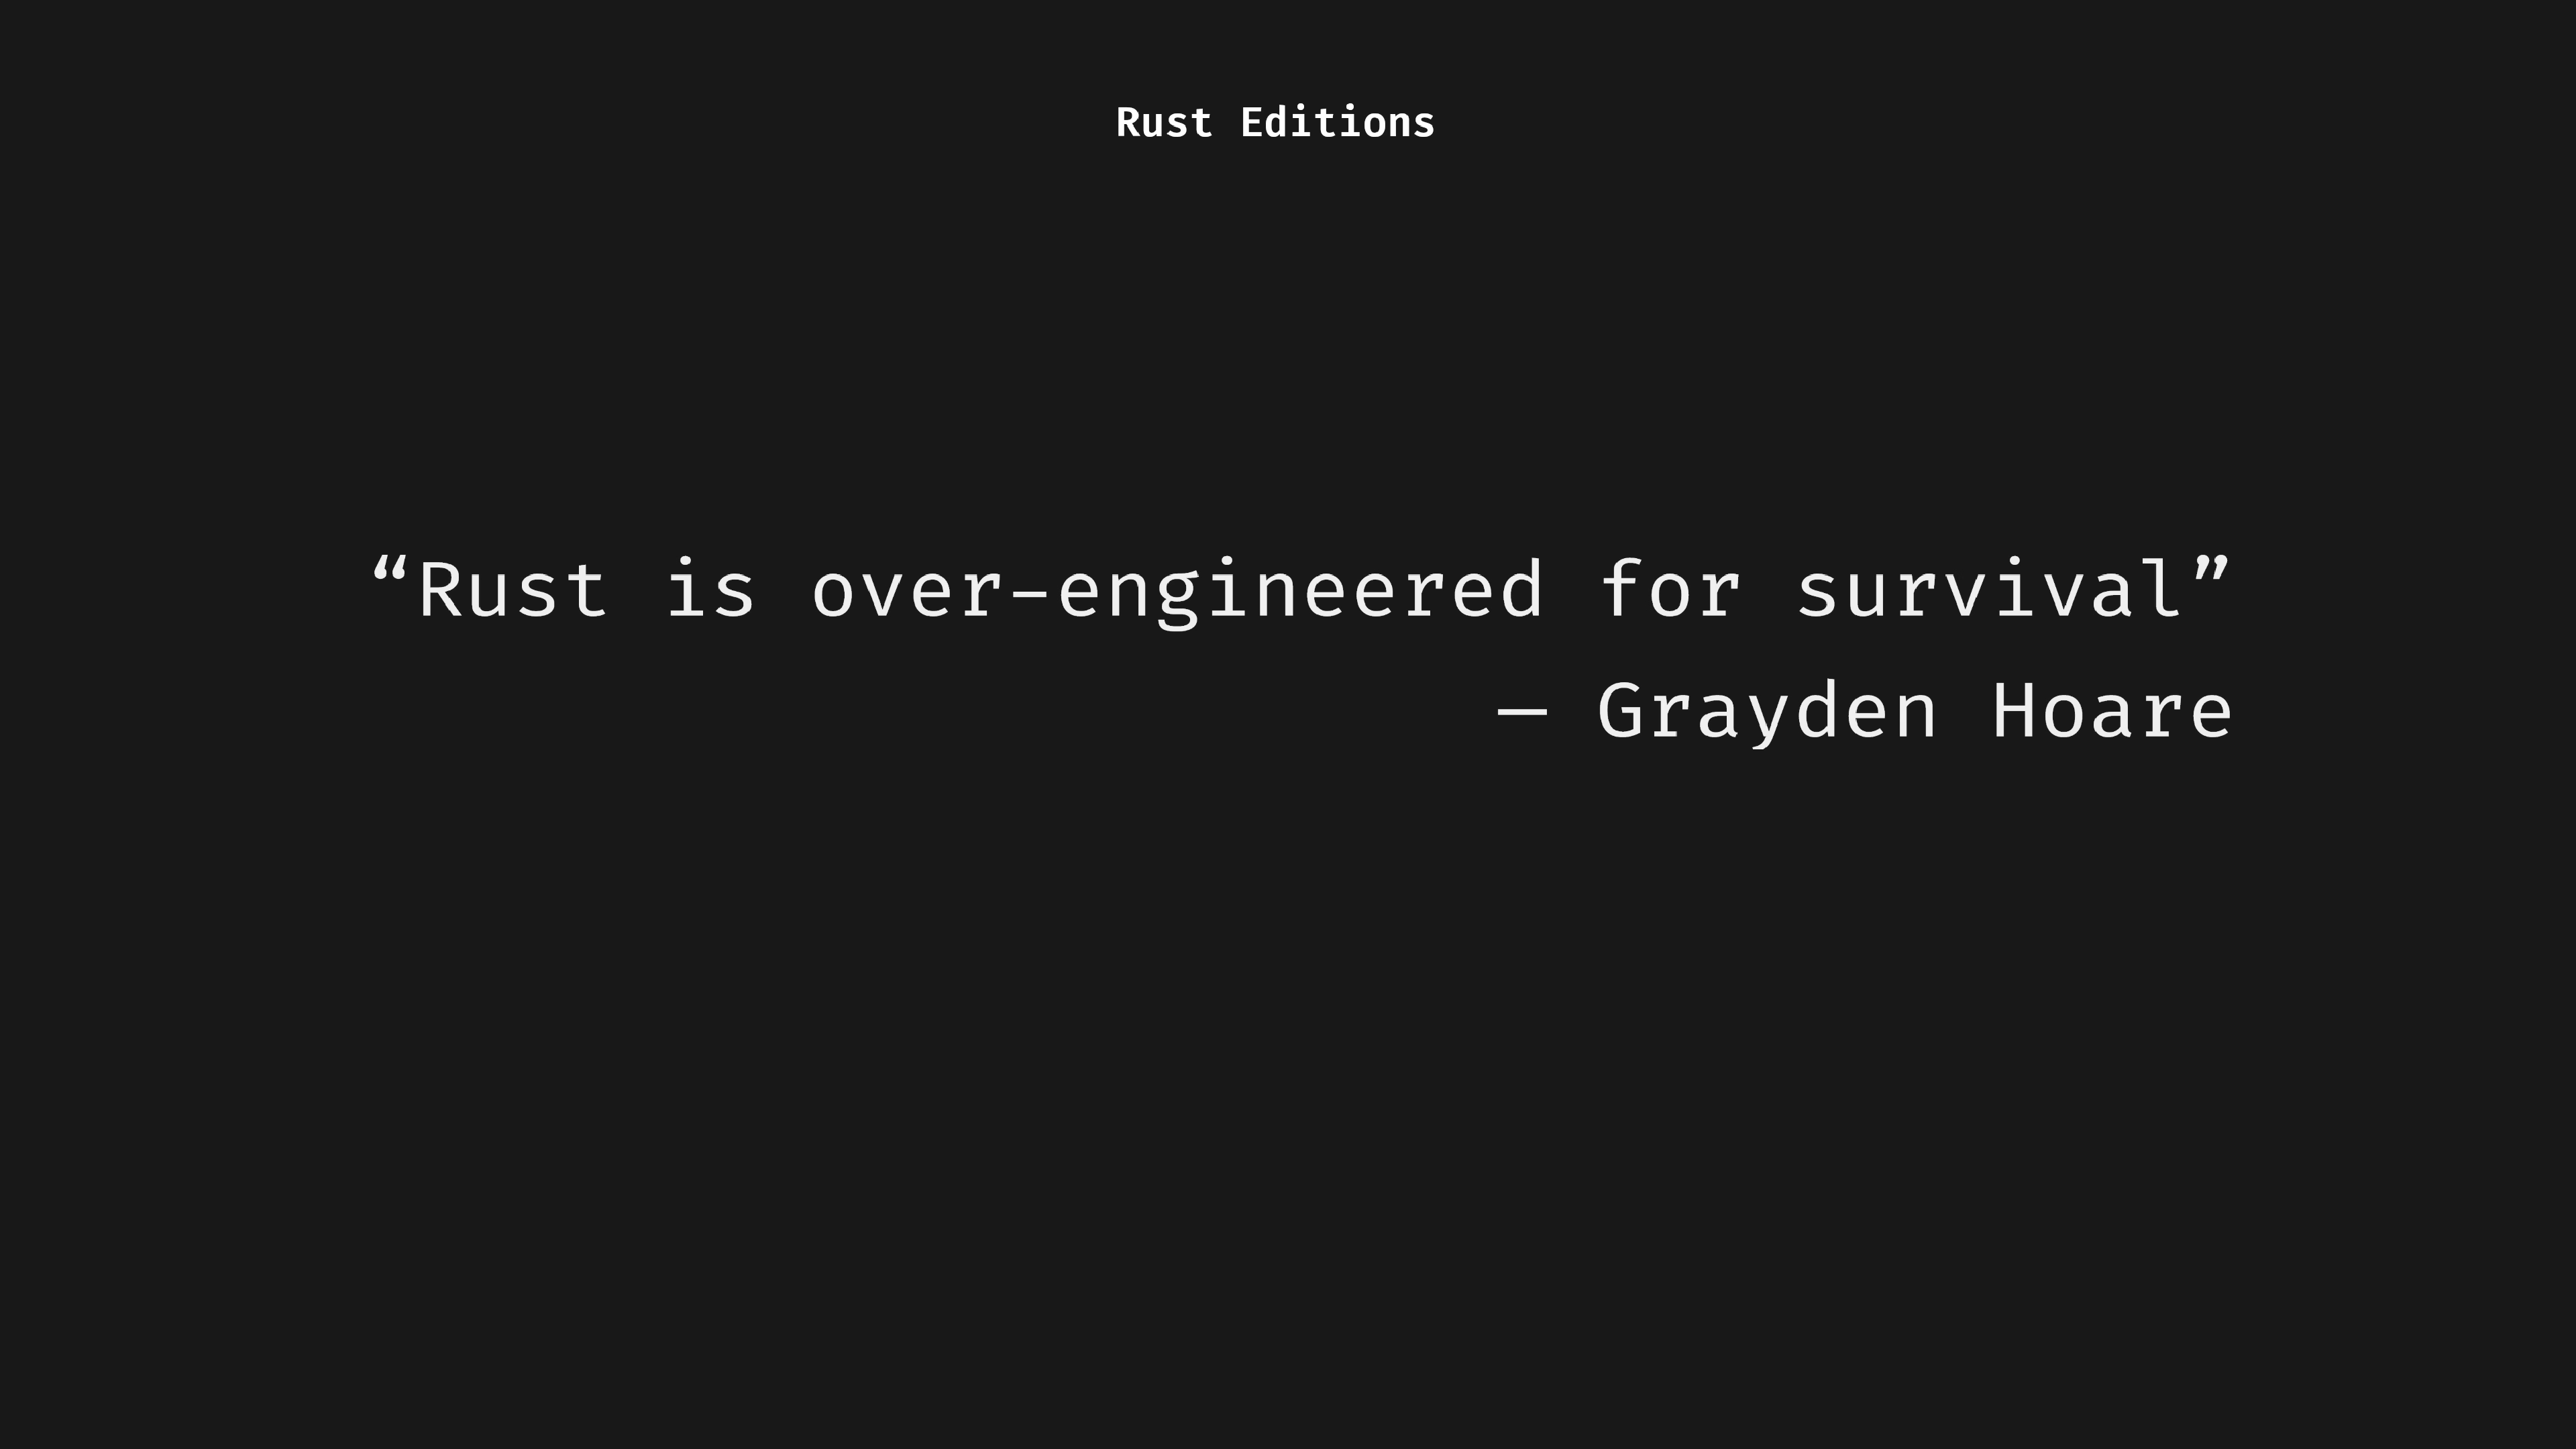 Rust Editions
“Rust is over-engineered for survival”
— Grayden Hoare